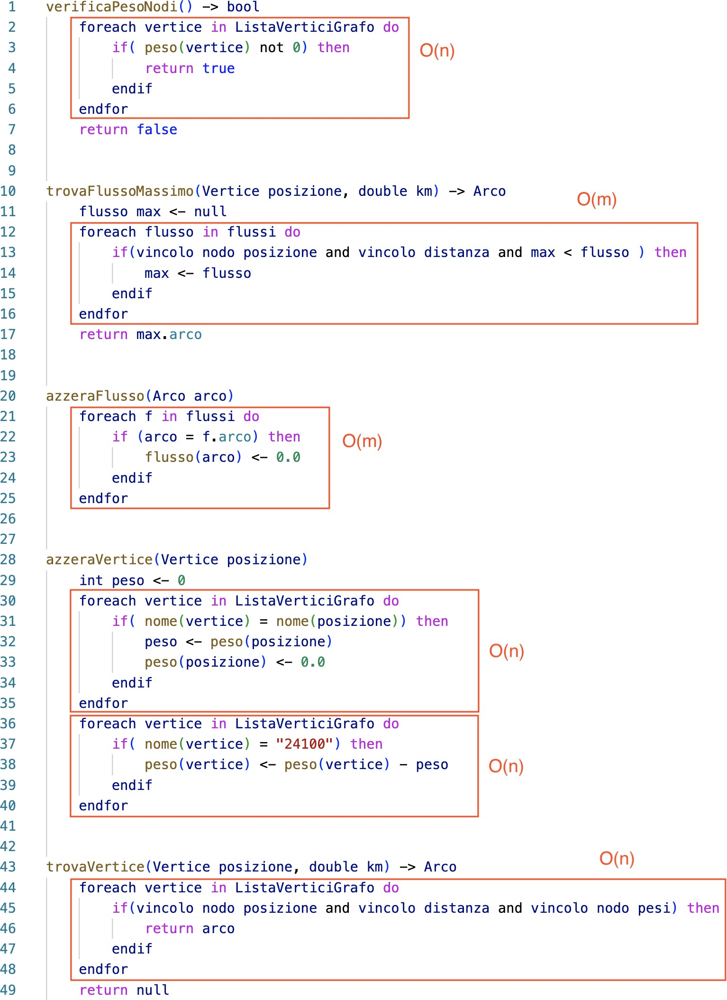 1 verificaPesoNodi() -> bool
2 foreach vertice in ListaVerticiGrafo do
3 if( peso(vertice) not 0) then O(n)
4 return true
5 endif
6 endfor
7 return false
8
9
10 trovaFlussoMassimo(Vertice posizione, double km) -> Arco O(m)
11 flusso max <- null
12 foreach flusso in flussi do
13 if(vincolo nodo posizione and vincolo distanza and max < flusso ) then
14 max <- flusso
15 endif
16 endfor
17 return max.arco
18
19
20 azzeraFlusso(Arco arco)
21 foreach f in flussi do
22 if (arco = f.arco) then O(m)
23 flusso(arco) <- 0.0
24 endif
25 endfor
26
27
28 azzeraVertice(Vertice posizione)
29 int peso <- 0
30 foreach vertice in ListaVerticiGrafo do
31 if( nome(vertice) = nome(posizione)) then
32 peso <- peso(posizione) O(n)
33 peso(posizione) <- 0.0
34 endif
35 endfor
36 foreach vertice in ListaVerticiGrafo do
37 if( nome(vertice) = "24100") then
38 peso(vertice) <- peso(vertice) - peso O(n)
39 endif
40 endfor
41
42
43 trovaVertice(Vertice posizione, double km) -> Arco O(n)
44 foreach vertice in ListaVerticiGrafo do
45 if(vincolo nodo posizione and vincolo distanza and vincolo nodo pesi) then
46 return arco
47 endif
48 endfor
49 return null